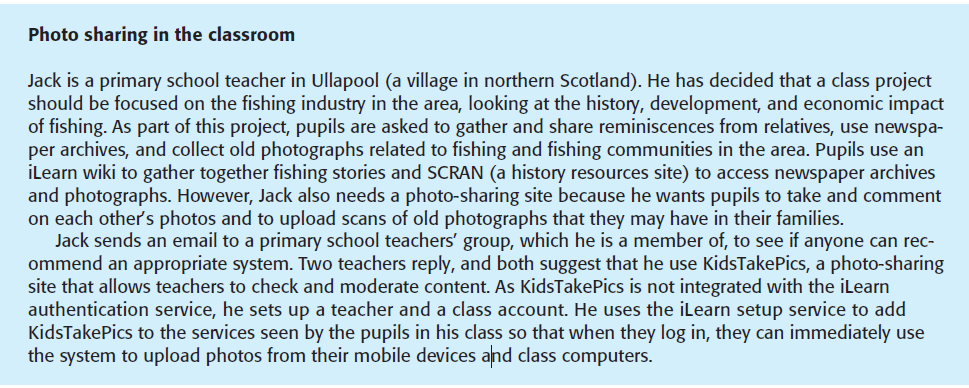 Photo sharing in the classroom
Jack is a primary school teacher in Ullapool (a village in northern Scotland). He has decided that a class project
should be focused on the fishing industry in the area, looking at the history, development, and economic impact
of fishing. As part of this project, pupils are asked to gather and share reminiscences from relatives, use newspa-
per archives, and collect old photographs related to fishing and fishing communities in the area. Pupils use an
iLearn wiki to gather together fishing stories and SCRAN (a history resources site) to access newspaper archives
and photographs. However, Jack also needs a photo-sharing site because he wants pupils to take and comment
on each other's photos and to upload scans of old photographs that they may have in their families.
Jack sends an email to a primary school teachers' group, which he is a member of, to see if anyone can rec-
ommend an appropriate system. Two teachers reply, and both suggest that he use KidsTakePics, a photo-sharing
site that allows teachers to check and moderate content. As KidsTakePics is not integrated with the iLearn
authentication service, he sets up a teacher and a class account. He uses the iLearn setup service to add
KidsTakePics to the services seen by the pupils in his class so that when they log in, they can immediately use
the system to upload photos from their mobile devices and class computers.